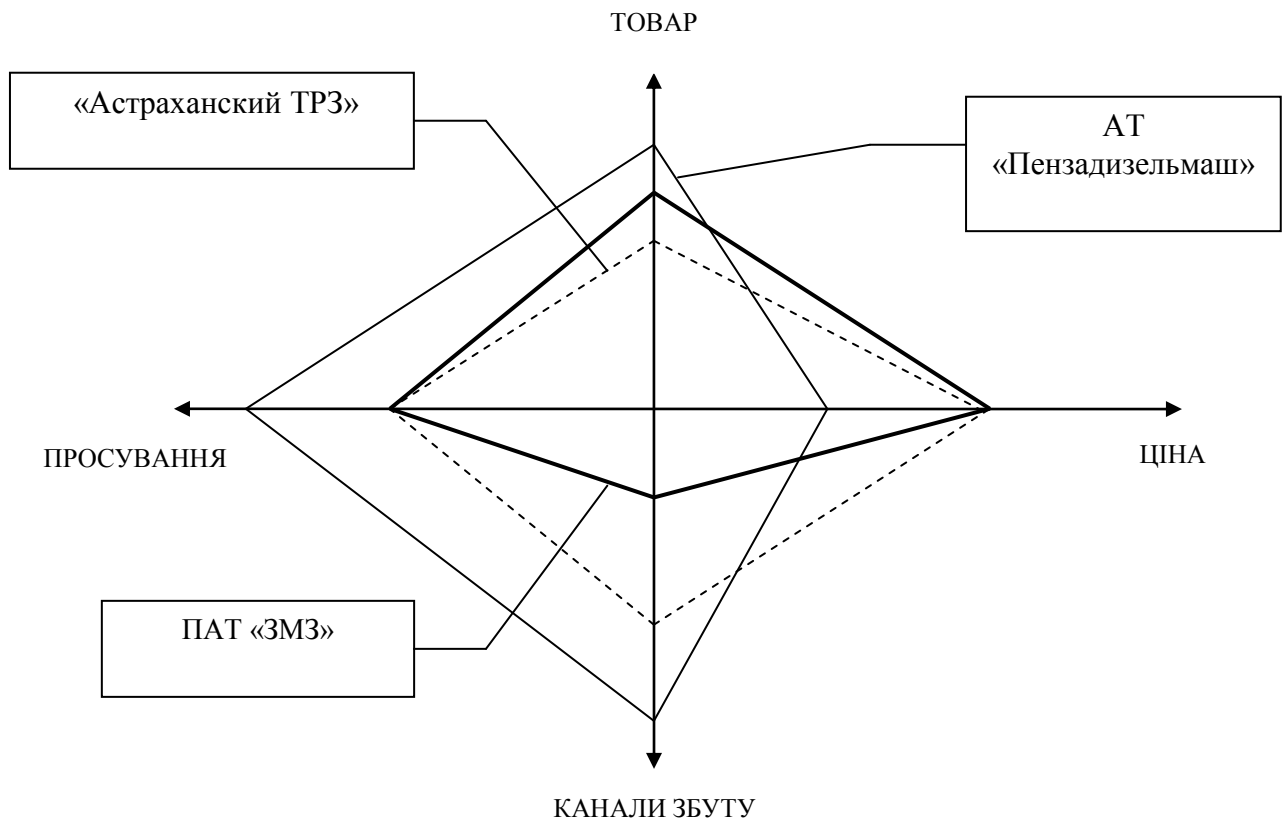 ТОВАР
«Астраханский ТРЗ»
АТ
«Пензадизельмаш»
ПРОСУВАННЯ
ЦІНА
ПАТ «ЗМЗ»
КАНАЛИ ЗБУТУ